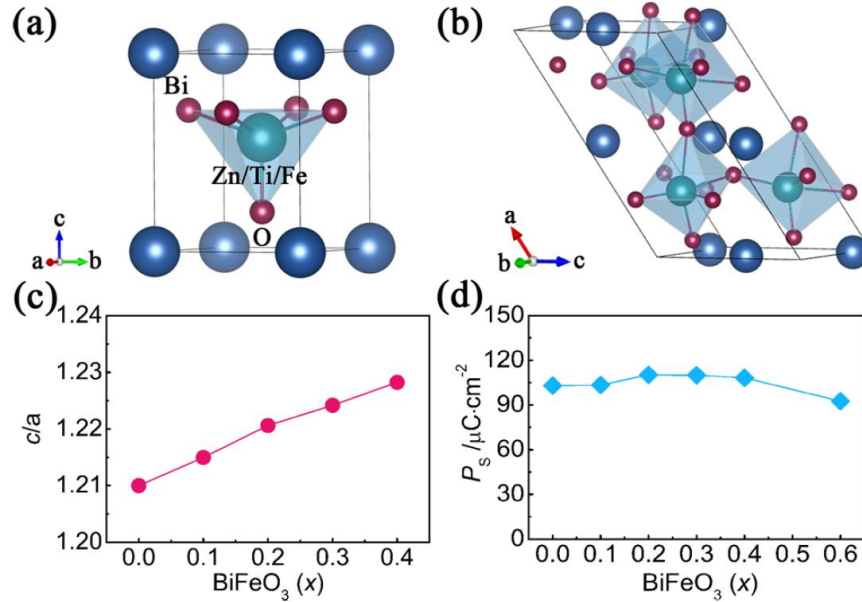 (a)
Bi
Zn/Ti/Fe
O
c
a
b
(b)
a
b
c
(c)
1.24
1.23
1.22
1.21
1.20
c/a
0.0 0.1 0.2 0.3 0.4
BiFeO₃ (x)
(d)
150
120
90
60
30
0
P_S /μC·cm⁻²
0.0 0.1 0.2 0.3 0.4 0.5 0.6
BiFeO₃ (x)